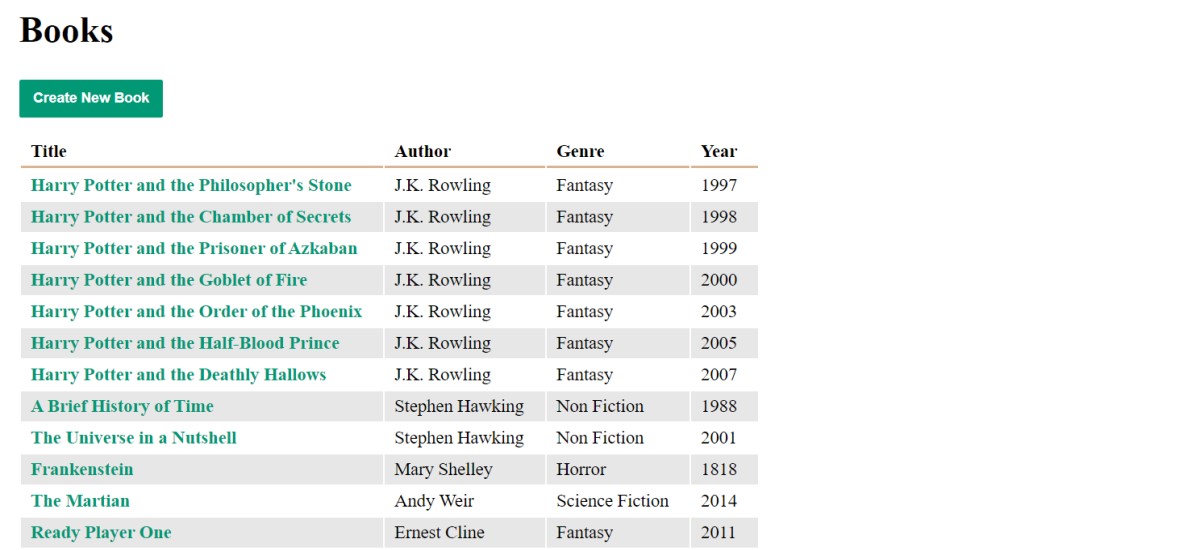 Books
Create New Book
Title Author Genre Year
Harry Potter and the Philosopher's Stone J.K. Rowling Fantasy 1997
Harry Potter and the Chamber of Secrets J.K. Rowling Fantasy 1998
Harry Potter and the Prisoner of Azkaban J.K. Rowling Fantasy 1999
Harry Potter and the Goblet of Fire J.K. Rowling Fantasy 2000
Harry Potter and the Order of the Phoenix J.K. Rowling Fantasy 2003
Harry Potter and the Half-Blood Prince J.K. Rowling Fantasy 2005
Harry Potter and the Deathly Hallows J.K. Rowling Fantasy 2007
A Brief History of Time Stephen Hawking Non Fiction 1988
The Universe in a Nutshell Stephen Hawking Non Fiction 2001
Frankenstein Mary Shelley Horror 1818
The Martian Andy Weir Science Fiction 2014
Ready Player One Ernest Cline Fantasy 2011